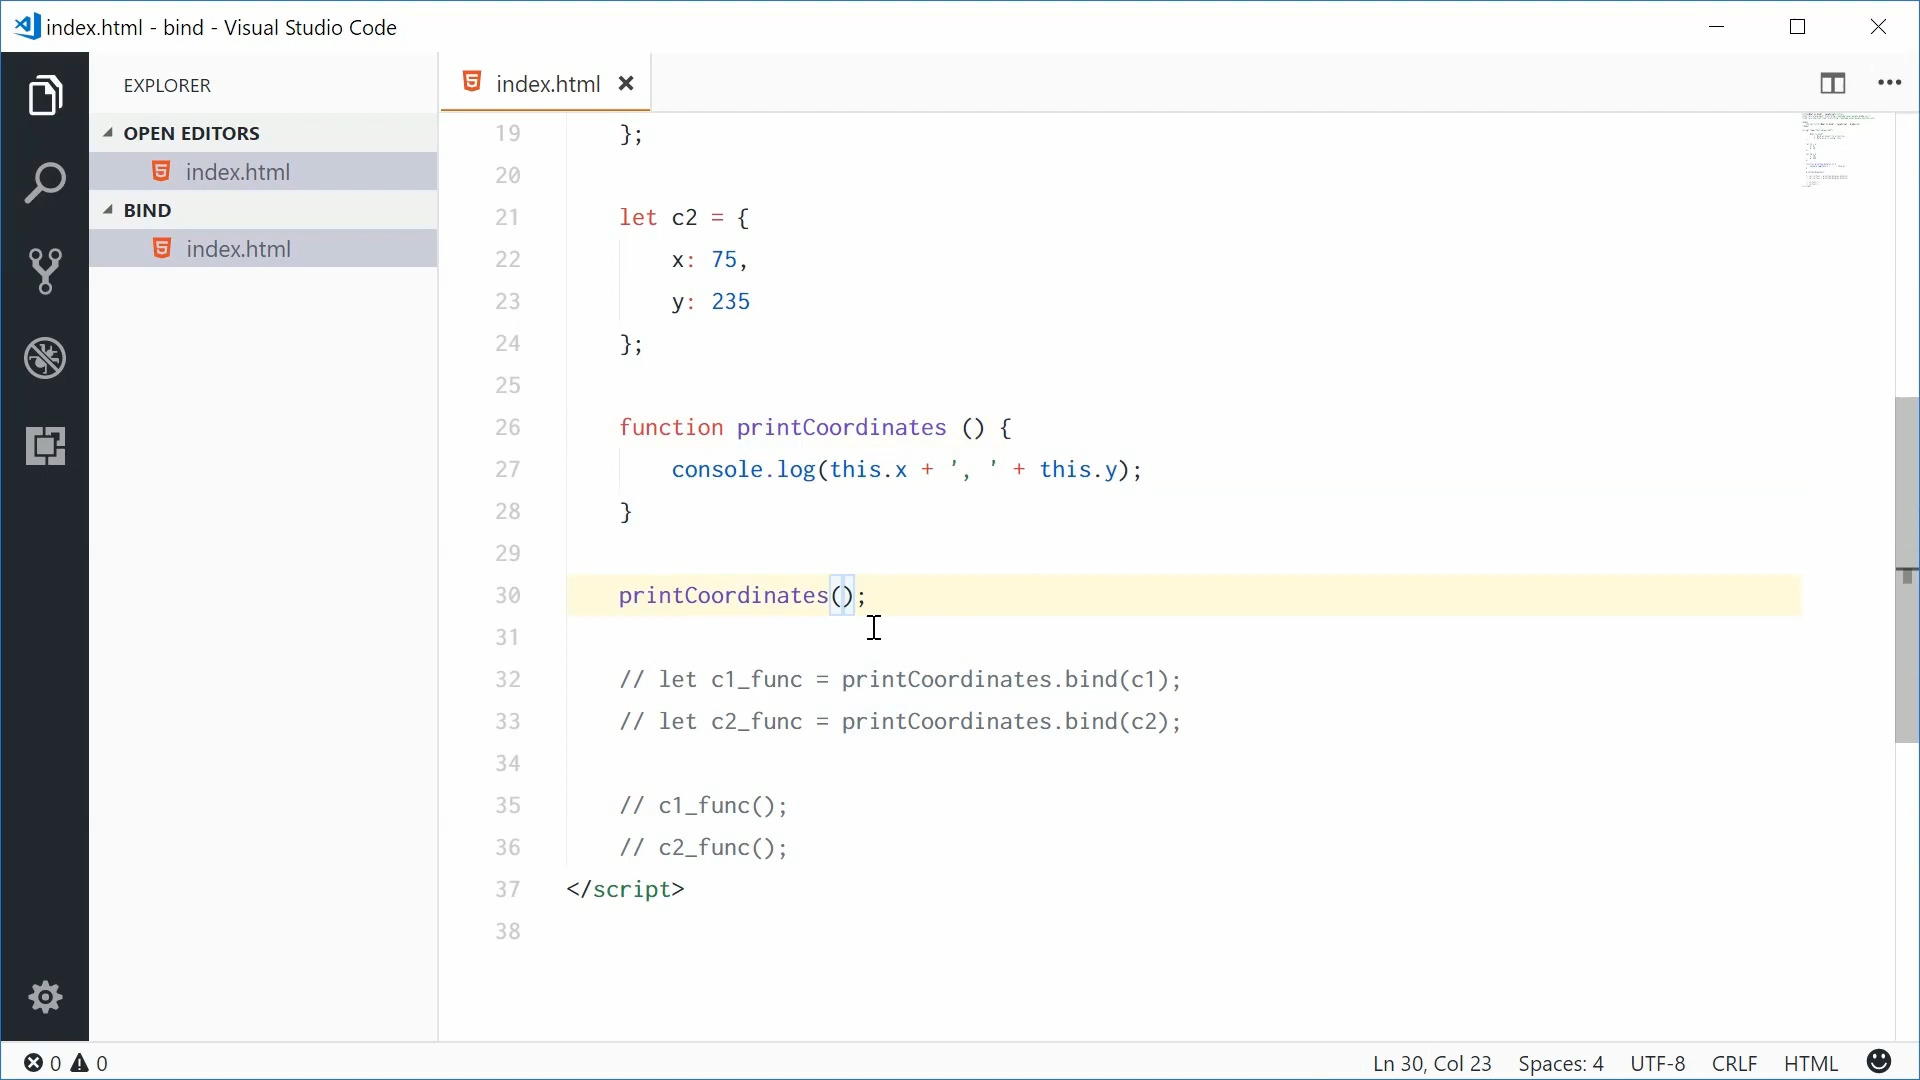 index.html - bind - Visual Studio Code
EXPLORER
OPEN EDITORS
index.html
BIND
index.html
index.html
19 };
20
21 let c2 = {
22 x: 75,
23 y: 235
24 };
25
26 function printCoordinates () {
27 console.log(this.x + ', ' + this.y);
28 }
29
30 printCoordinates();
31
32 // let c1_func = printCoordinates.bind(c1);
33 // let c2_func = printCoordinates.bind(c2);
34
35 // c1_func();
36 // c2_func();
37 </script>
38
0 0 Ln 30, Col 23 Spaces: 4 UTF-8 CRLF HTML